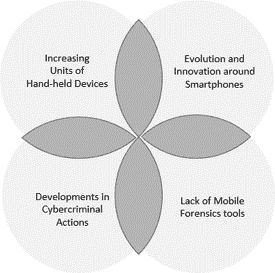 Increasing
Units of
Hand-held Devices
Evolution and
Innovation around
Smartphones
Developments in
Cybercriminal
Actions
Lack of Mobile
Forensics tools